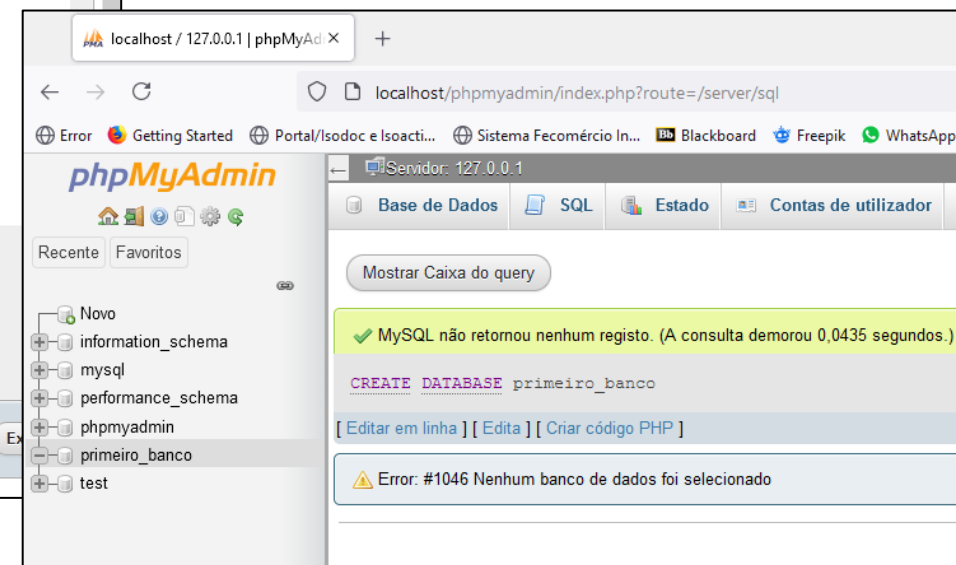 localhost / 127.0.0.1 | phpMyAd
localhost/phpmyadmin/index.php?route=/server/sql
Error Getting Started Portal/Isodoc e Isoacti... Sistema Fecomércio In... Bb Blackboard Freepik WhatsApp
phpMyAdmin
Recente Favoritos
Novo
information_schema
mysql
performance_schema
phpmyadmin
primeiro_banco
test
Servidor: 127.0.0.1
Base de Dados SQL Estado Contas de utilizador
Mostrar Caixa do query
MySQL não retornou nenhum registo. (A consulta demorou 0,0435 segundos.)
CREATE DATABASE primeiro_banco
[ Editar em linha ] [ Edita ] [ Criar código PHP ]
Error: #1046 Nenhum banco de dados foi selecionado
Ex